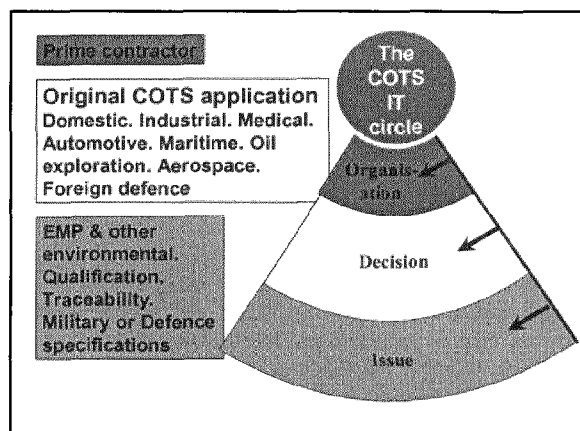 Prime contractor
Original COTS application
Domestic. Industrial. Medical.
Automotive. Maritime. Oil
exploration. Aerospace.
Foreign defence
EMP & other
environmental.
Qualification.
Traceability.
Military or Defence
specifications
The
COTS
IT
circle
Organis-
ation
Decision
Issue